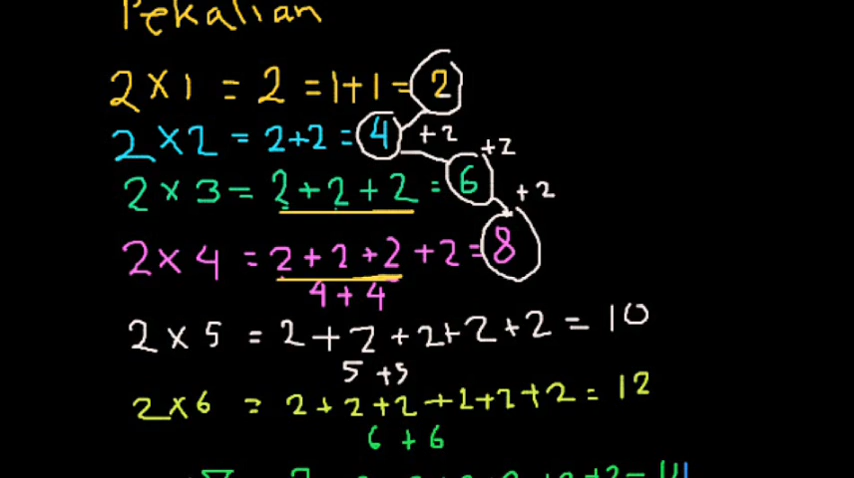 Pekalian
2 × 1 = 2 = 1+1 = 2
2 × 2 = 2+2 = 4 +2
+2
2 × 3 = 2 + 2 + 2 = 6
+2
2 × 4 = 2 + 2 + 2 + 2 = 8
4 + 4
2 × 5 = 2 + 2 + 2 + 2 + 2 = 10
5 + 5
2 × 6 = 2 + 2 + 2 + 2 + 2 + 2 = 12
6 + 6